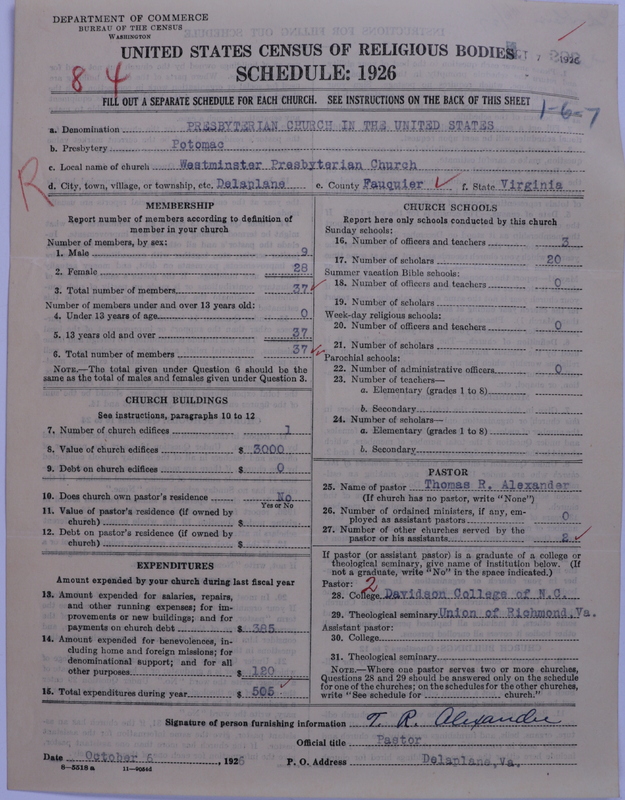 DEPARTMENT OF COMMERCE
BUREAU OF THE CENSUS
WASHINGTON
UNITED STATES CENSUS OF RELIGIOUS BODIES
SCHEDULE: 1926
7 1926
84
FILL OUT A SEPARATE SCHEDULE FOR EACH CHURCH. SEE INSTRUCTIONS ON THE BACK OF THIS SHEET
1-6-7
a. Denomination PRESBYTERIAN CHURCH IN THE UNITED STATES
b. Presbytery Potomac
c. Local name of church Westminster Presbyterian Church
R
d. City, town, village, or township, etc. Delaplane e. County Fauquier f. State Virginia
MEMBERSHIP
Report number of members according to definition of
member in your church
Number of members, by sex:
1. Male 9
2. Female 28
3. Total number of members 37
Number of members under and over 13 years old:
4. Under 13 years of age 0
5. 13 years old and over 37
6. Total number of members 37
NOTE.—The total given under Question 6 should be the
same as the total of males and females given under Question 3.
CHURCH BUILDINGS
See instructions, paragraphs 10 to 12
7. Number of church edifices 1
8. Value of church edifices $ 3000
9. Debt on church edifices $ 0
10. Does church own pastor's residence No
Yes or No
11. Value of pastor's residence (if owned by
church) $
12. Debt on pastor's residence (if owned by
church) $
EXPENDITURES
Amount expended by your church during last fiscal year
13. Amount expended for salaries, repairs,
and other running expenses; for im-
provements or new buildings; and for
payments on church debt $ 385
14. Amount expended for benevolences, in-
cluding home and foreign missions; for
denominational support; and for all
other purposes $ 120
15. Total expenditures during year $ 505
CHURCH SCHOOLS
Report here only schools conducted by this church
Sunday schools:
16. Number of officers and teachers 3
17. Number of scholars 20
Summer vacation Bible schools:
18. Number of officers and teachers 0
19. Number of scholars
Week-day religious schools:
20. Number of officers and teachers 0
21. Number of scholars
Parochial schools:
22. Number of administrative officers 0
23. Number of teachers—
a. Elementary (grades 1 to 8)
b. Secondary
24. Number of scholars—
a. Elementary (grades 1 to 8)
b. Secondary
PASTOR
25. Name of pastor Thomas R. Alexander
(If church has no pastor, write "None")
26. Number of ordained ministers, if any, em-
ployed as assistant pastors 0
27. Number of other churches served by the
pastor or his assistants 2
If pastor (or assistant pastor) is a graduate of a college or
theological seminary, give name of institution below. (If
not a graduate, write "No" in the space indicated.)
Pastor: 2
28. College Davidson College of N.C.
29. Theological seminary Union of Richmond, Va.
Assistant pastor:
30. College
31. Theological seminary
NOTE.—Where one pastor serves two or more churches,
Questions 28 and 29 should be answered only on the schedule
for one of the churches; on the schedules for the other churches,
write "See schedule for church."
Signature of person furnishing information T. R. Alexander
Official title Pastor
Date October 5, 1926 P. O. Address Delaplane, Va.
8-5518 a 11-90546